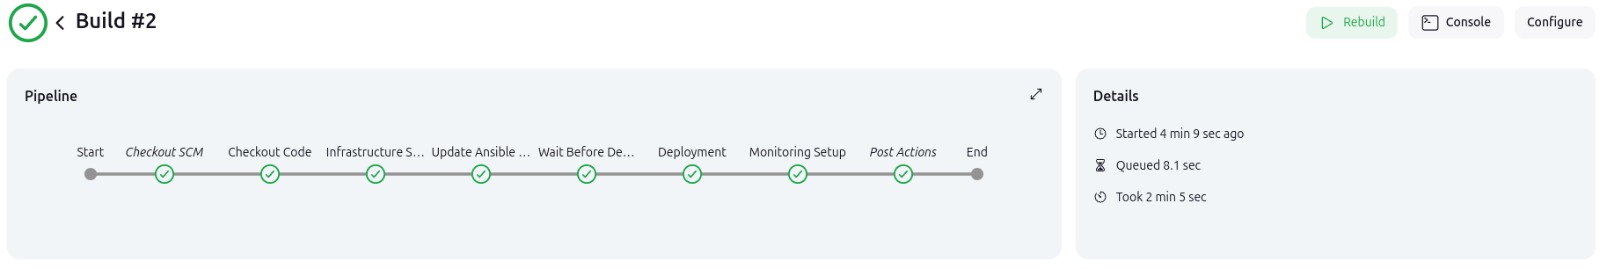 Build #2
Rebuild
Console
Configure
Pipeline
Start
Checkout SCM
Checkout Code
Infrastructure S...
Update Ansible ...
Wait Before De...
Deployment
Monitoring Setup
Post Actions
End
Details
Started 4 min 9 sec ago
Queued 8.1 sec
Took 2 min 5 sec